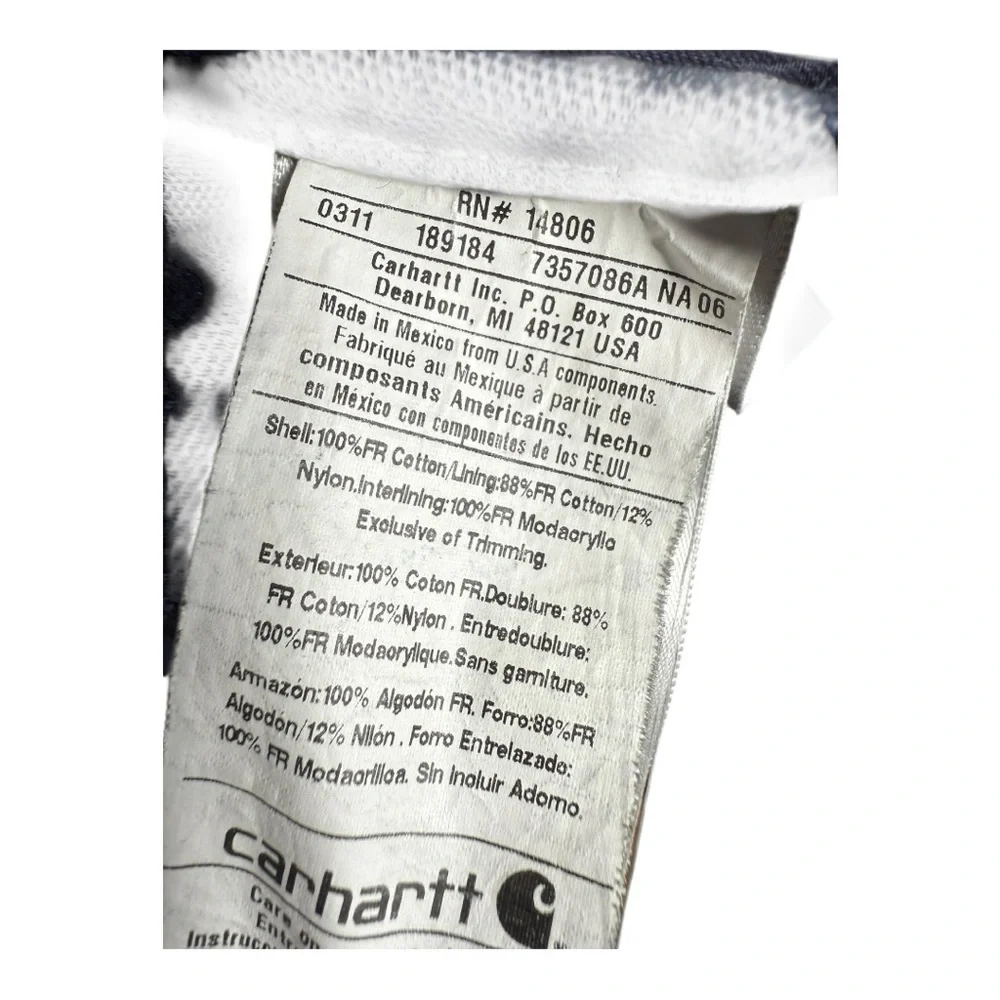 RN# 14806
0311 189184 7357086A NA 06
Carhartt Inc. P.O. Box 600
Dearborn, MI 48121 USA
Made in Mexico from U.S.A components.
Fabriqué au Mexique à partir de
composants Américains. Hecho
en México con componentes de los EE.UU.
Shell:100%FR Cotton/Lining:88%FR Cotton/12%
Nylon.Interlining:100%FR Modacrylic
Exclusive of Trimming.
Exterieur:100% Coton FR.Doublure: 88%
FR Coton/12%Nylon . Entredoublure:
100%FR Modacrylique.Sans garniture.
Armazón:100% Algodón FR. Forro:88%FR
Algodón/12% Nilón . Forro Entrelazado:
100% FR Modacrilica. Sin Incluir Adorno.
carhartt
Care on
Entr
Instruc